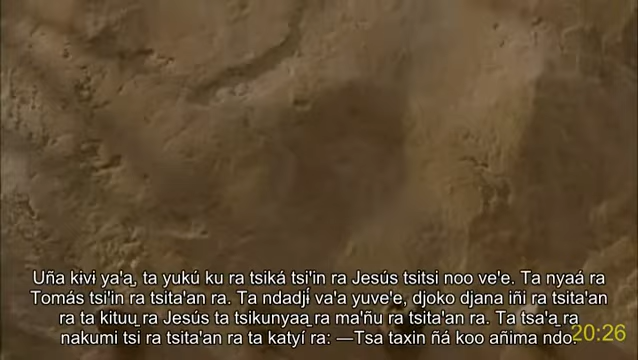 Uña kɨvɨ ya'a̱, ta yukú ku ra tsiká tsi'in ra Jesús tsitsi noo ve'e. Ta nyaá ra
Tomás tsi'in ra tsita'an ra. Ta ndadjɨ́ va'a yuve'e, djoko djana iñi ra tsita'an
ra ta kituu̱ ra Jesús ta tsikunyaa̱ ra ma'ñu ra tsita'an ra. Ta tsa'a̱ ra
nakumi tsi ra tsita'an ra ta katyí ra: —Tsa taxin ñá koo añima ndo̱.
20:26